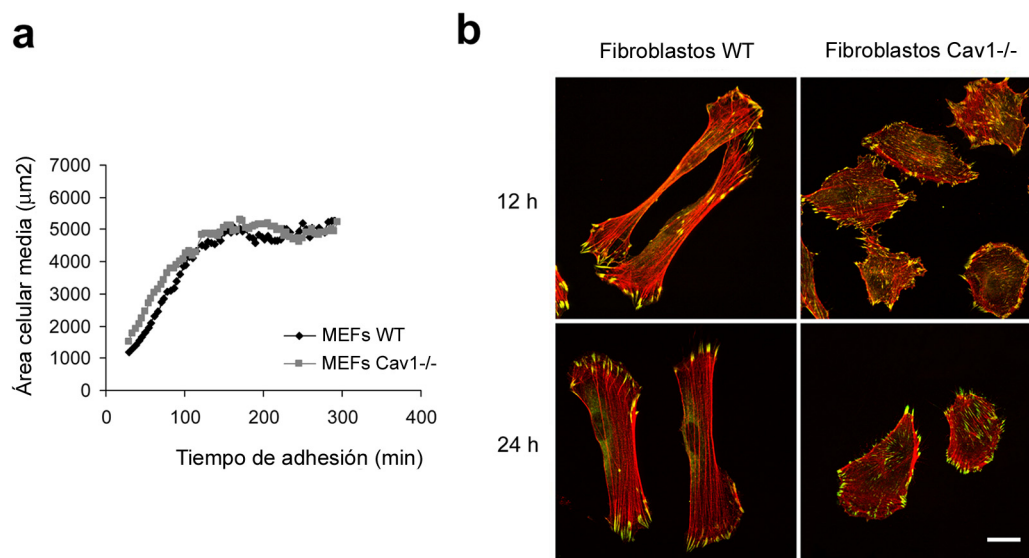 a
Área celular media (μm2)
7000
6000
5000
4000
3000
2000
1000
0
0 100 200 300 400
Tiempo de adhesión (min)
MEFs WT
MEFs Cav1-/-
b
Fibroblastos WT Fibroblastos Cav1-/-
12 h
24 h